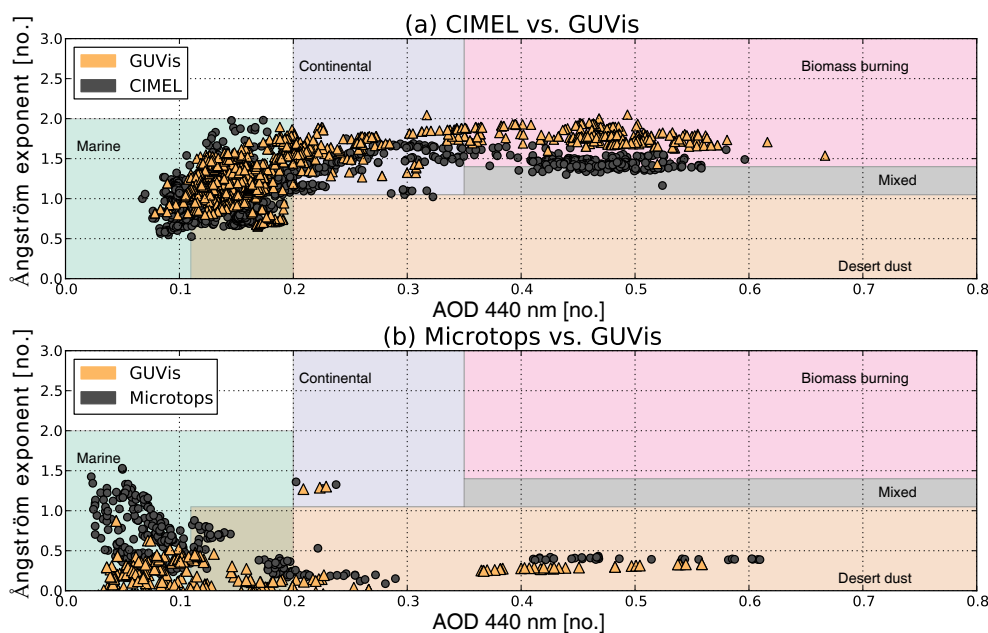 (a) CIMEL vs. GUVis
Ångström exponent [no.]
3.0
2.5
2.0
1.5
1.0
0.5
0.0
GUVis
CIMEL
Continental
Biomass burning
Marine
Mixed
Desert dust
0.0 0.1 0.2 0.3 0.4 0.5 0.6 0.7 0.8
AOD 440 nm [no.]
(b) Microtops vs. GUVis
Ångström exponent [no.]
3.0
2.5
2.0
1.5
1.0
0.5
0.0
GUVis
Microtops
Continental
Biomass burning
Marine
Mixed
Desert dust
0.0 0.1 0.2 0.3 0.4 0.5 0.6 0.7 0.8
AOD 440 nm [no.]